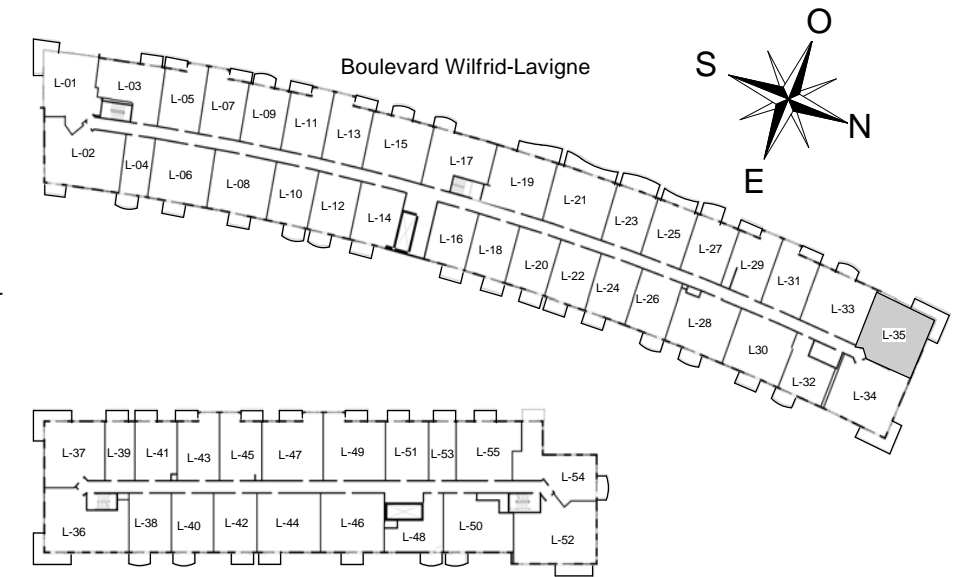 Boulevard Wilfrid-Lavigne
O
S
N
E
L-01
L-03
L-05
L-07
L-09
L-11
L-13
L-15
L-17
L-19
L-21
L-23
L-25
L-27
L-29
L-31
L-33
L-35
L-02
L-04
L-06
L-08
L-10
L-12
L-14
L-16
L-18
L-20
L-22
L-24
L-26
L-28
L30
L-32
L-34
L-37
L-39
L-41
L-43
L-45
L-47
L-49
L-51
L-53
L-55
L-54
L-36
L-38
L-40
L-42
L-44
L-46
L-48
L-50
L-52